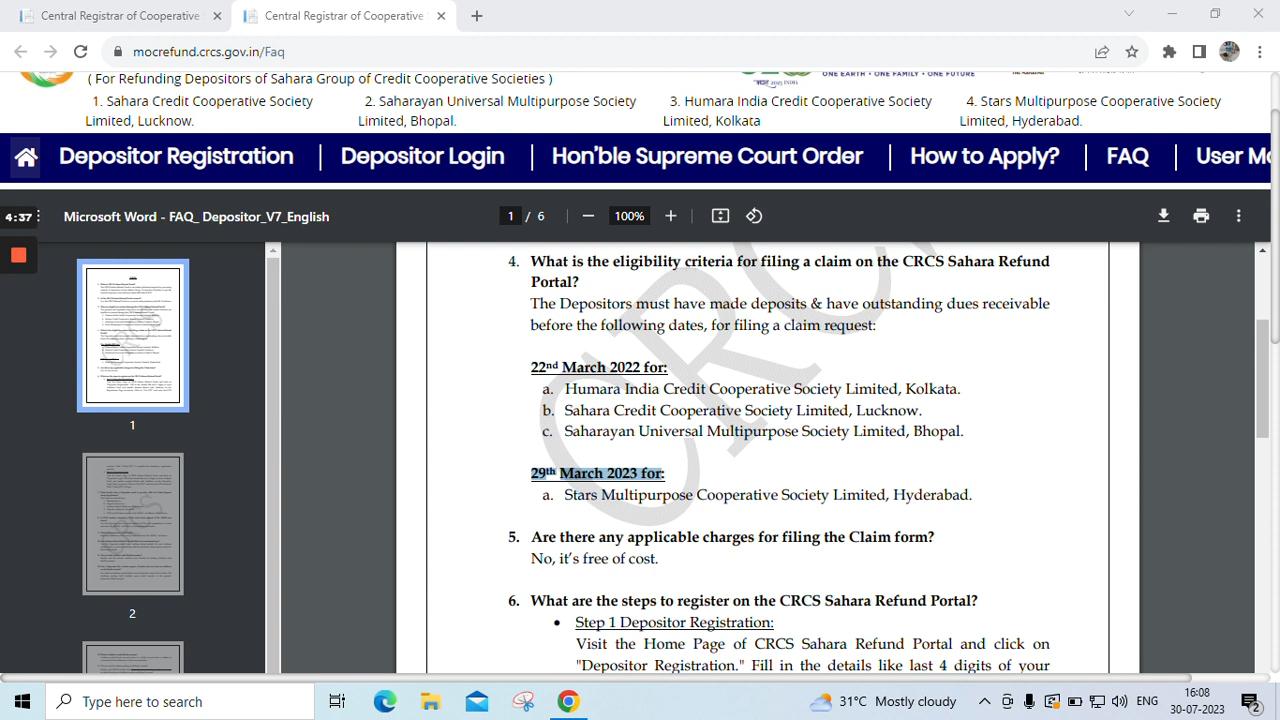 Central Registrar of Cooperative
Central Registrar of Cooperative
mocrefund.crcs.gov.in/Faq
( For Refunding Depositors of Sahara Group of Credit Cooperative Societies )
ONE EARTH • ONE FAMILY • ONE FUTURE
1. Sahara Credit Cooperative Society Limited, Lucknow.
2. Saharayan Universal Multipurpose Society Limited, Bhopal.
3. Humara India Credit Cooperative Society Limited, Kolkata
4. Stars Multipurpose Cooperative Society Limited, Hyderabad.
Depositor Registration
Depositor Login
Hon'ble Supreme Court Order
How to Apply?
FAQ
User Mo
4:37
Microsoft Word - FAQ_ Depositor_V7_English
1 / 6
100%
1
2
4. What is the eligibility criteria for filing a claim on the CRCS Sahara Refund
Portal?
The Depositors must have made deposits & have outstanding dues receivable
before the following dates, for filing a claim request:
22nd March 2022 for:
a. Humara India Credit Cooperative Society Limited, Kolkata.
b. Sahara Credit Cooperative Society Limited, Lucknow.
c. Saharayan Universal Multipurpose Society Limited, Bhopal.
29th March 2023 for:
a. Stars Multipurpose Cooperative Society Limited, Hyderabad.
5. Are there any applicable charges for filing the Claim form?
No, it's free of cost.
6. What are the steps to register on the CRCS Sahara Refund Portal?
• Step 1 Depositor Registration:
Visit the Home Page of CRCS Sahara Refund Portal and click on
"Depositor Registration." Fill in the details like last 4 digits of your
CRC
Type here to search
31°C Mostly cloudy
ENG
16:08
30-07-2023
2